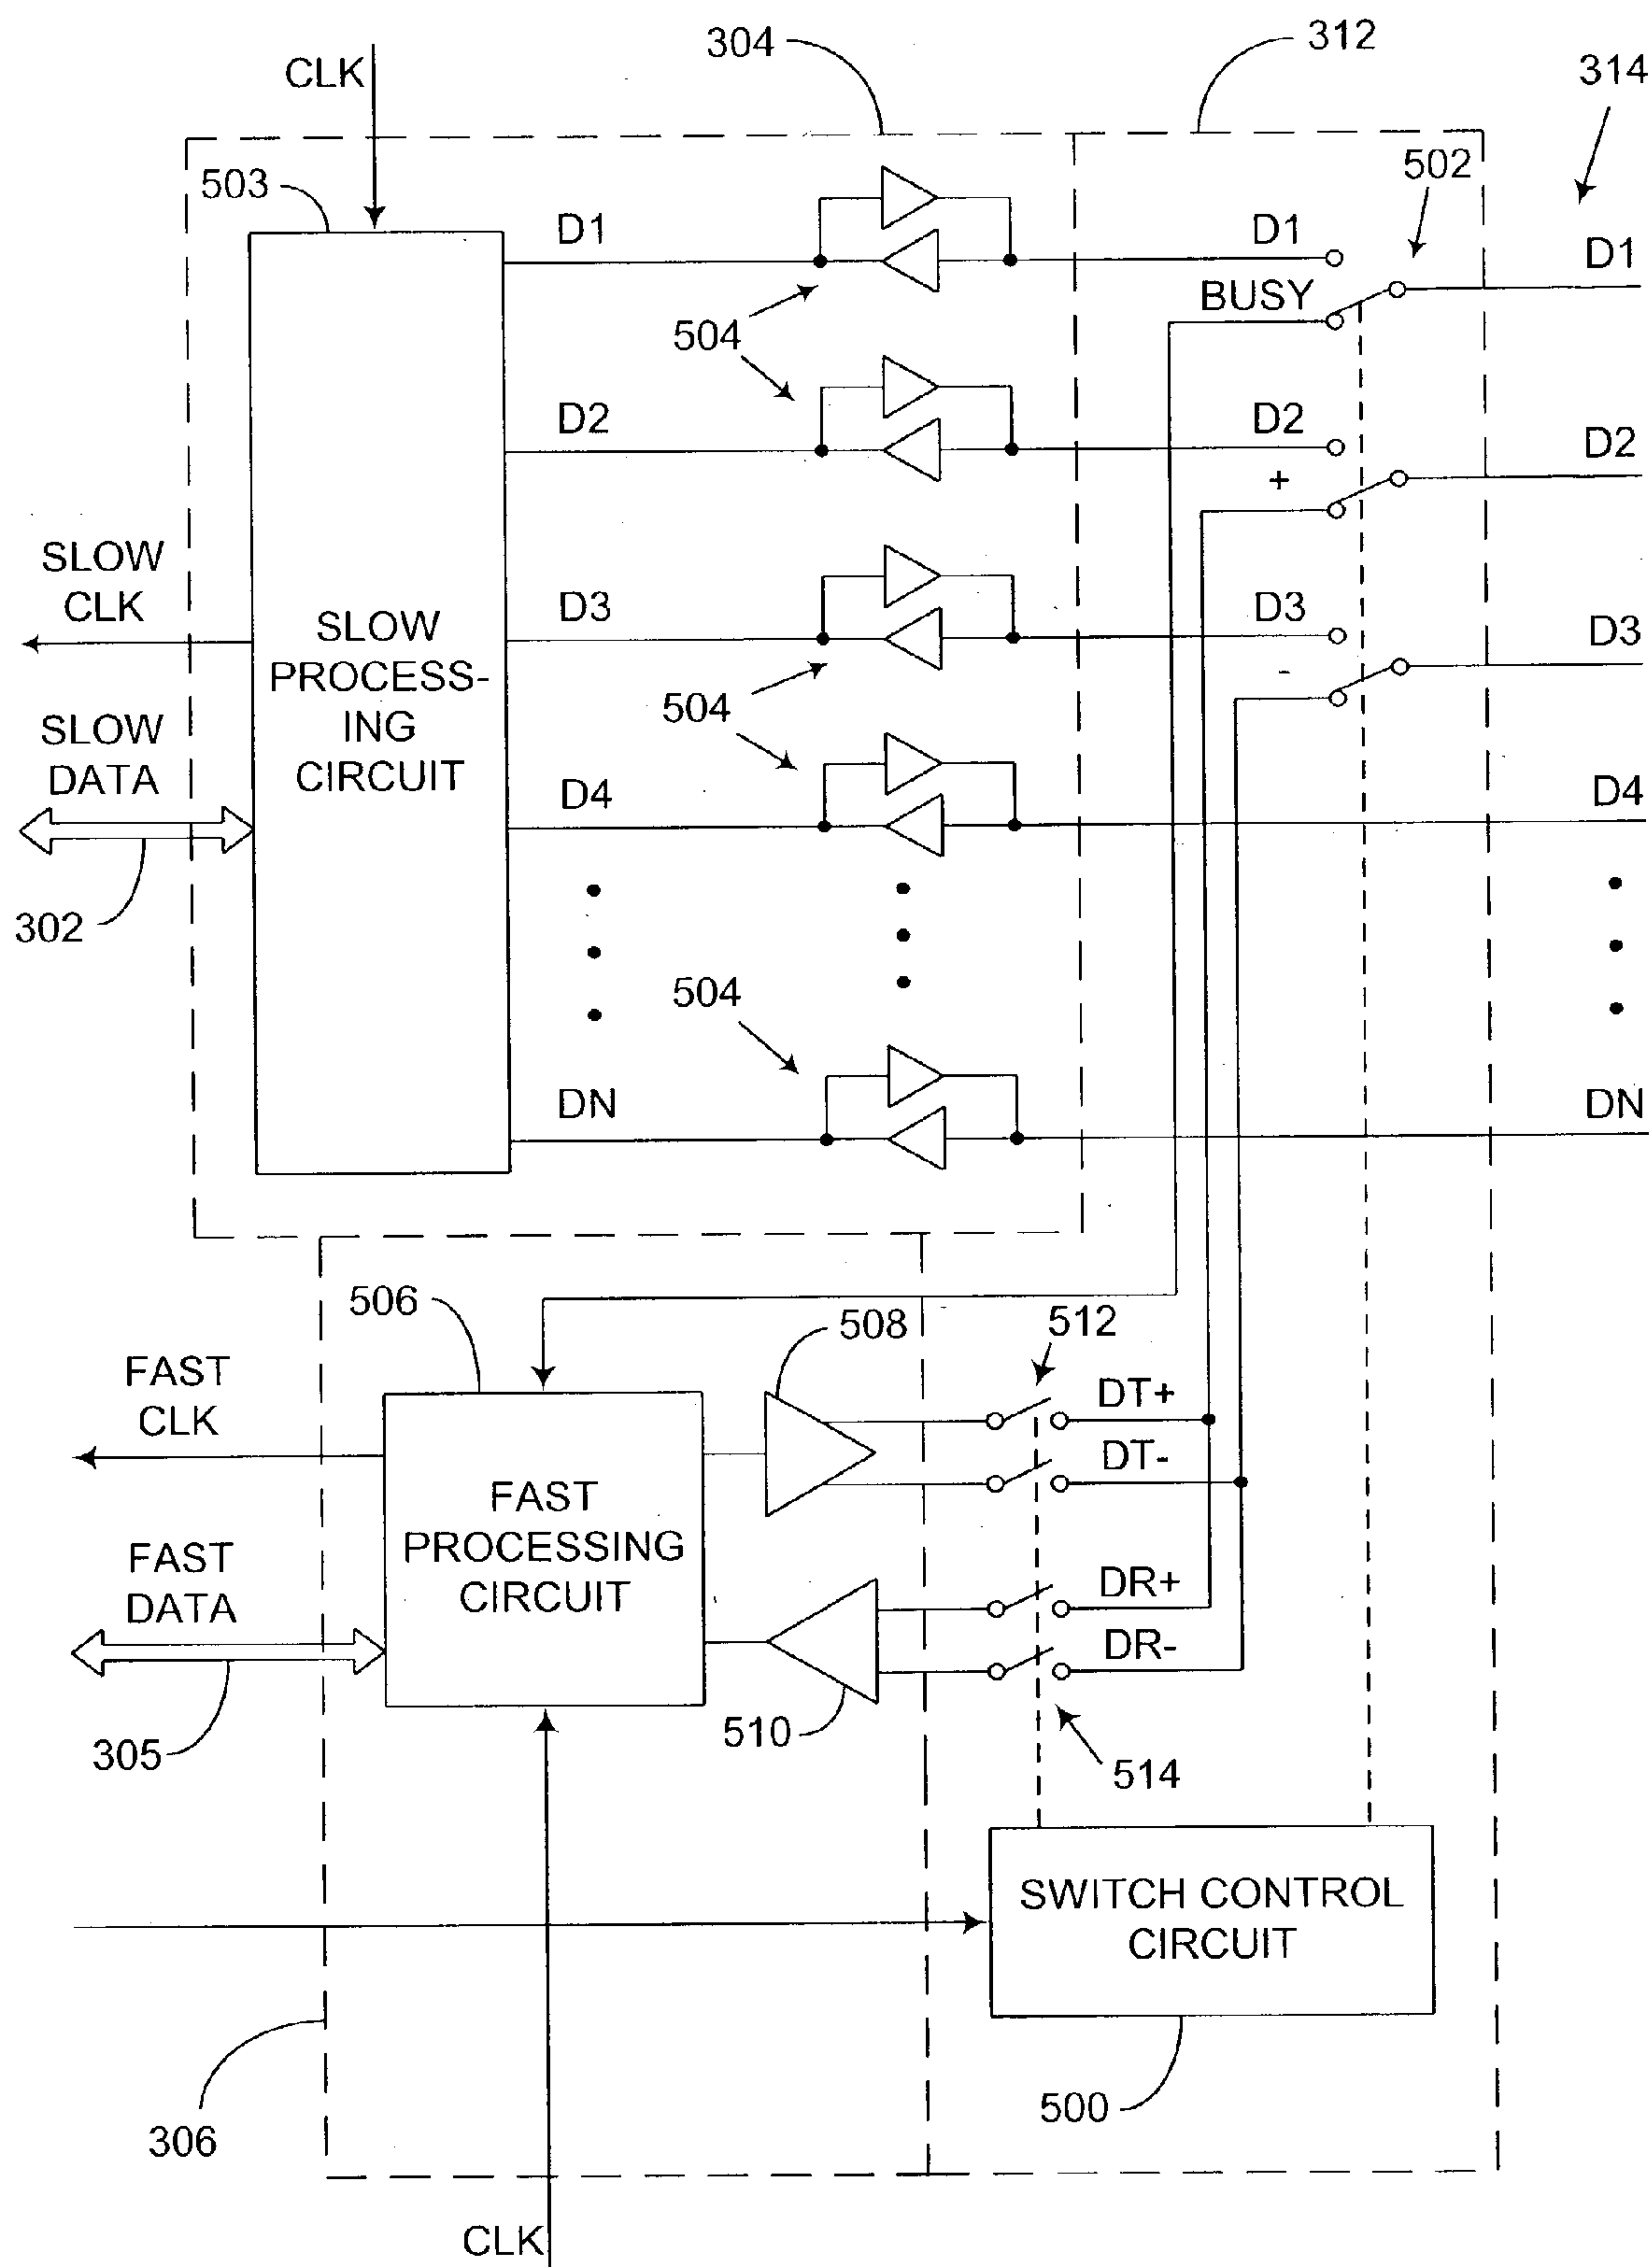 304
312
CLK
314
503
502
D1
D1
D1
BUSY
504
D2
D2
D2
+
SLOW
CLK
D3
D3
D3
-
SLOW
PROCESS-
ING
CIRCUIT
SLOW
DATA
504
D4
D4
302
504
DN
DN
506
508
512
FAST
CLK
DT+
DT-
FAST
PROCESSING
CIRCUIT
FAST
DATA
DR+
DR-
305
510
514
SWITCH CONTROL
CIRCUIT
306
500
CLK